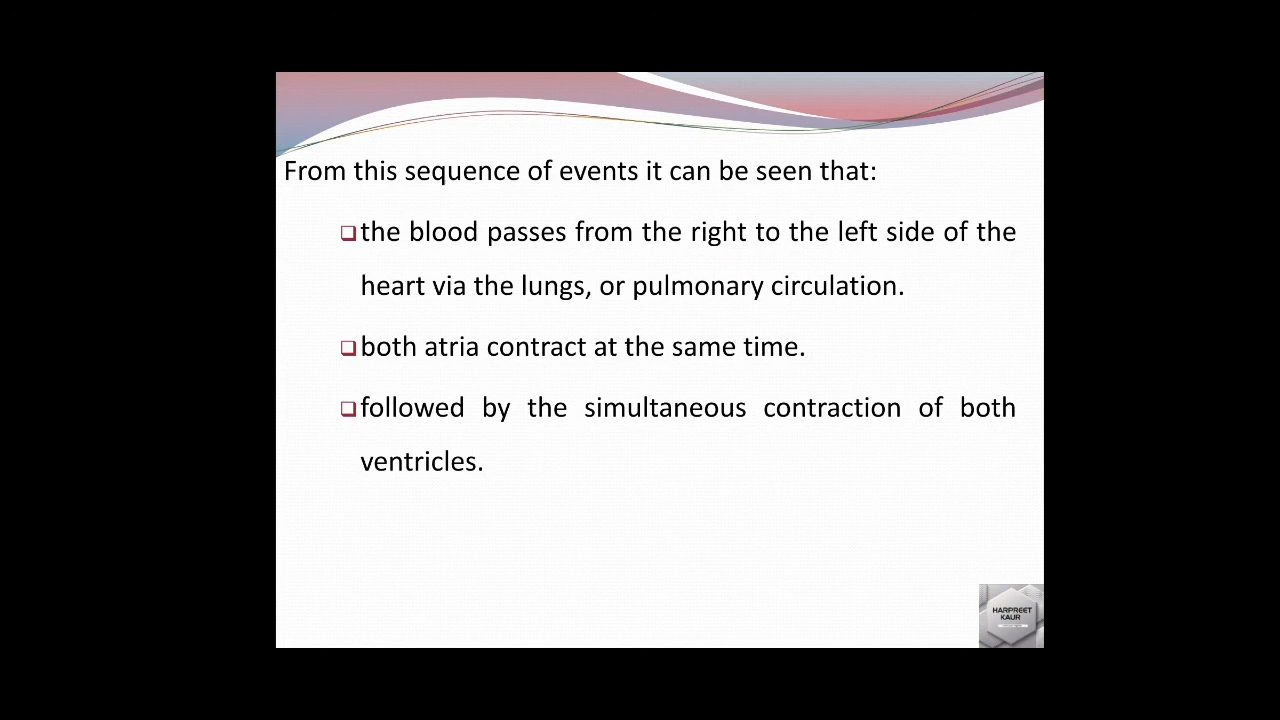 From this sequence of events it can be seen that:
❑the blood passes from the right to the left side of the
heart via the lungs, or pulmonary circulation.
❑both atria contract at the same time.
❑followed by the simultaneous contraction of both
ventricles.
HARPREET
KAUR